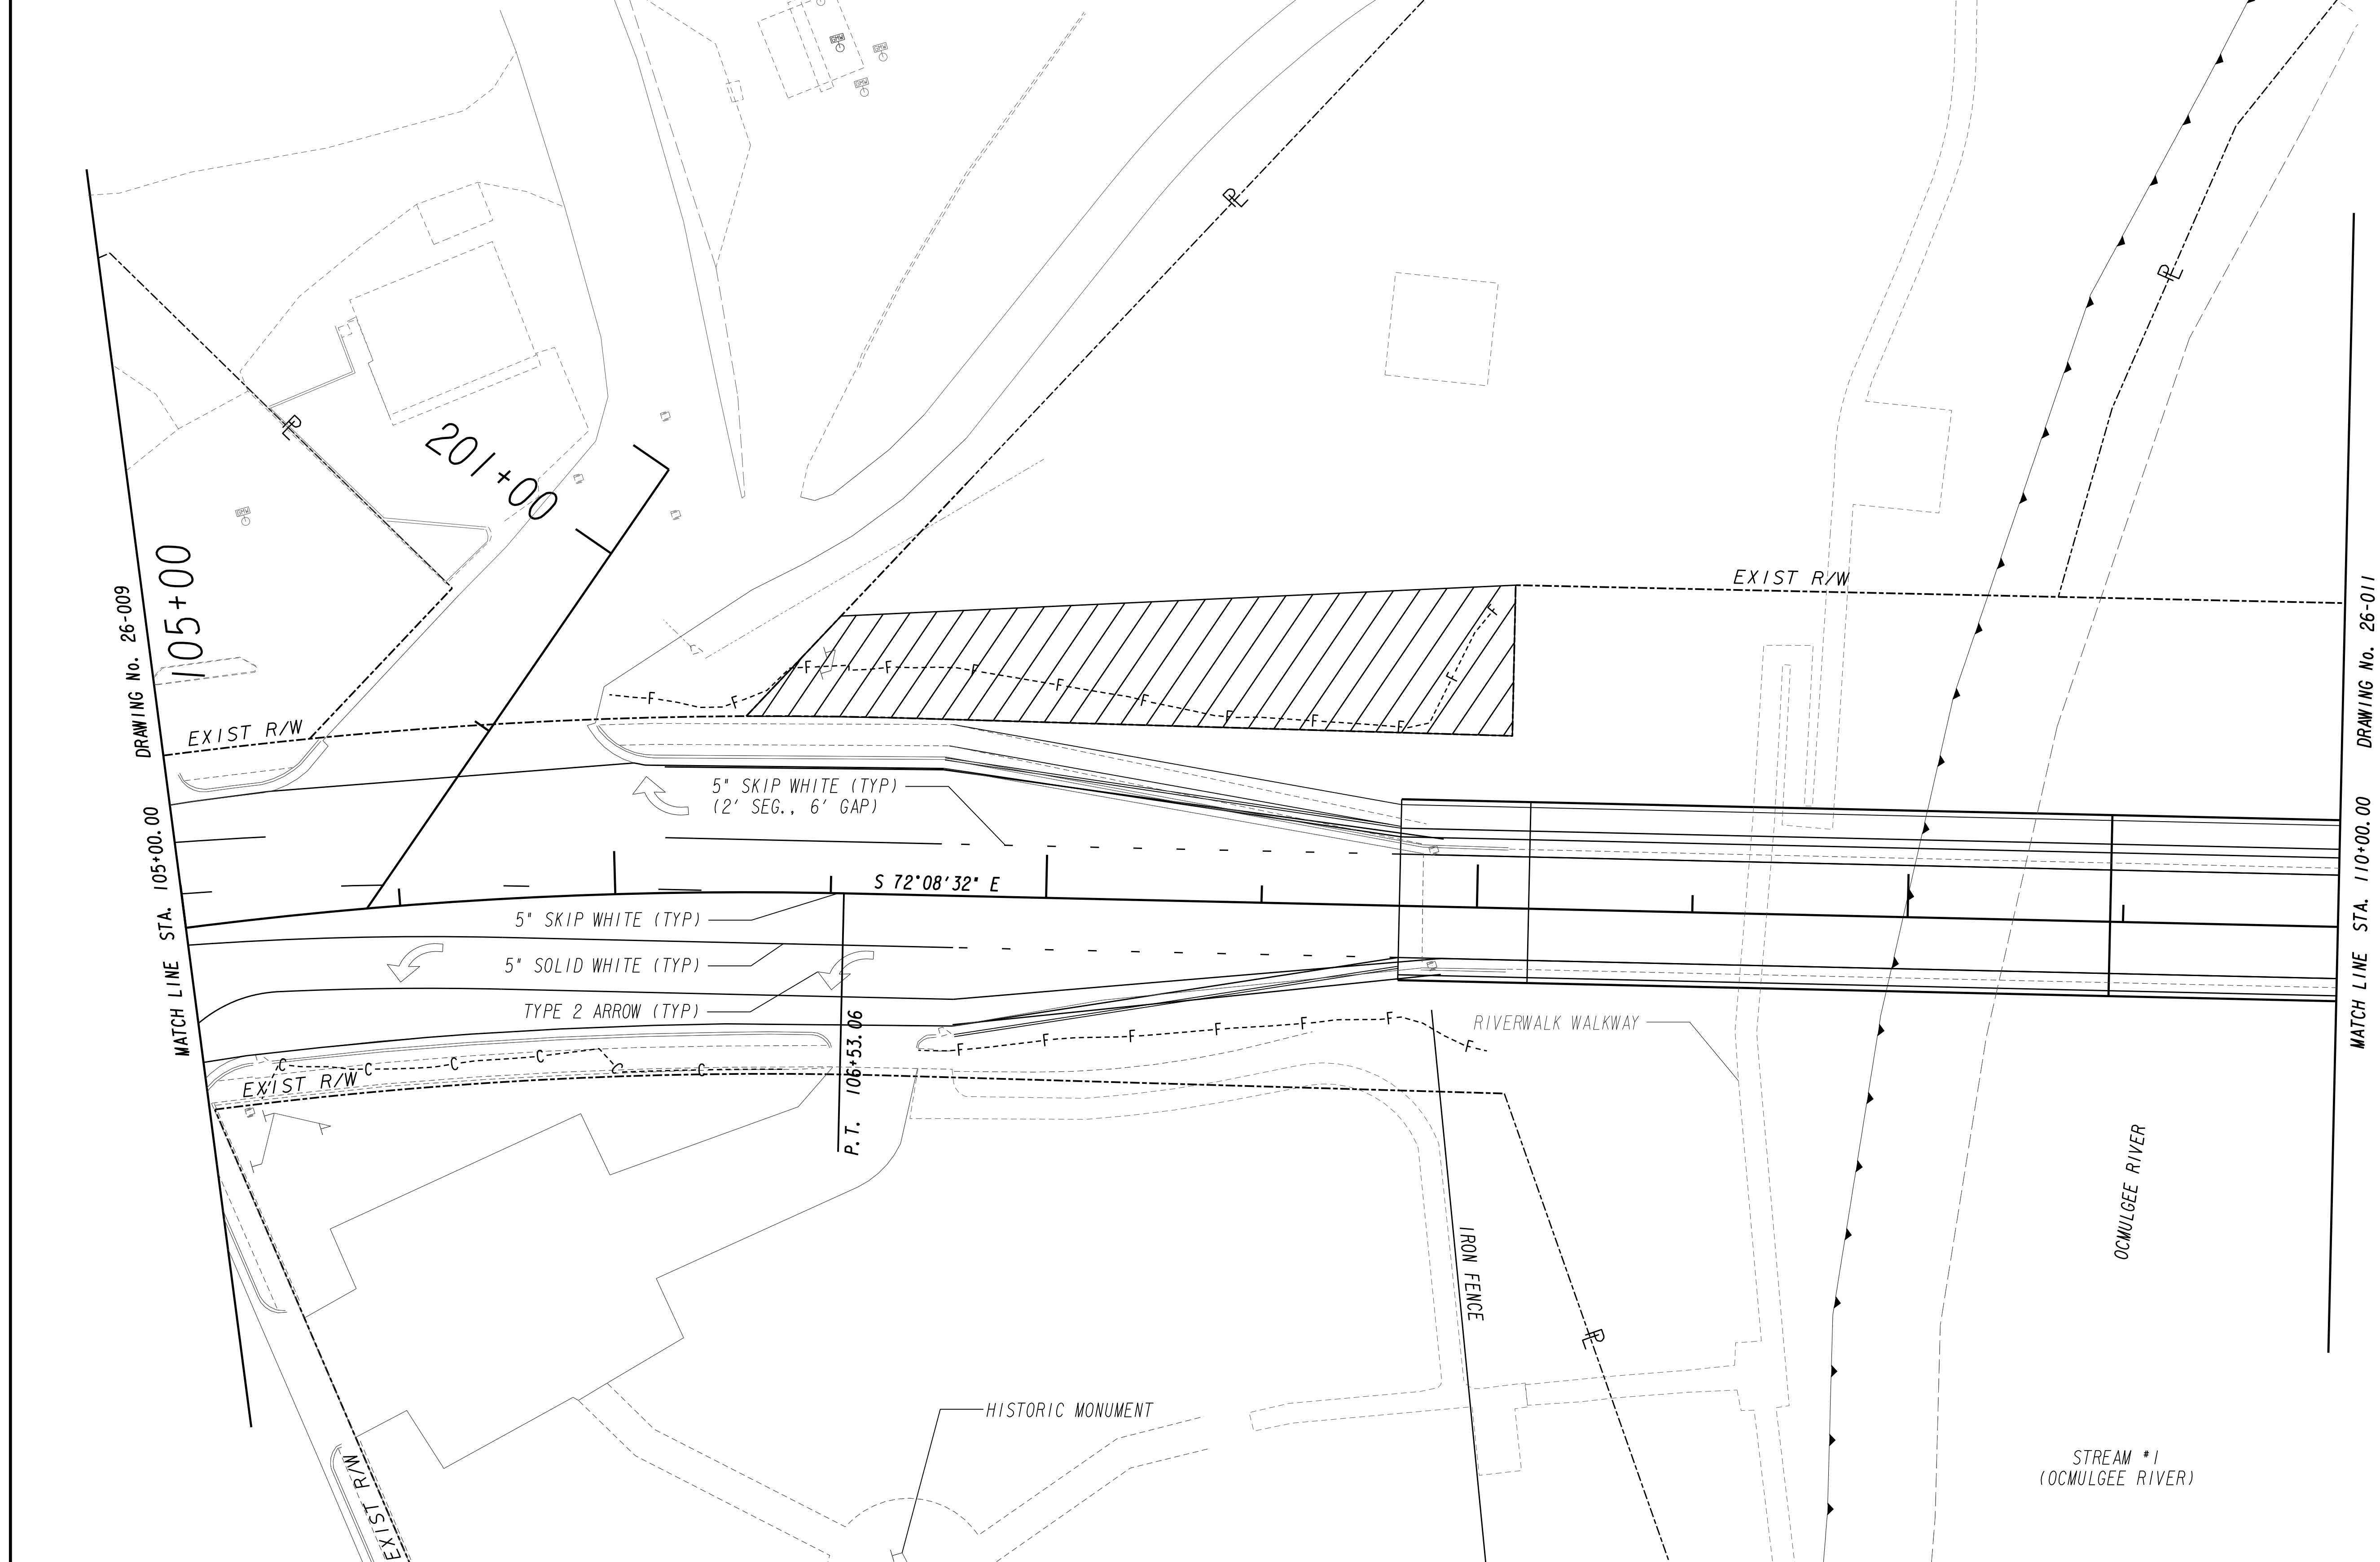 201+00
105+00
DRAWING No. 26-009
MATCH LINE STA. 105+00.00
EXIST R/W
EXIST R/W
DRAWING No. 26-011
MATCH LINE STA. 110+00.00
5" SKIP WHITE (TYP)
(2' SEG., 6' GAP)
S 72°08'32" E
5" SKIP WHITE (TYP)
5" SOLID WHITE (TYP)
TYPE 2 ARROW (TYP)
P.T. 106+53.06
EXIST R/W
RIVERWALK WALKWAY
IRON FENCE
OCMULGEE RIVER
HISTORIC MONUMENT
EXIST R/W
STREAM #1
(OCMULGEE RIVER)